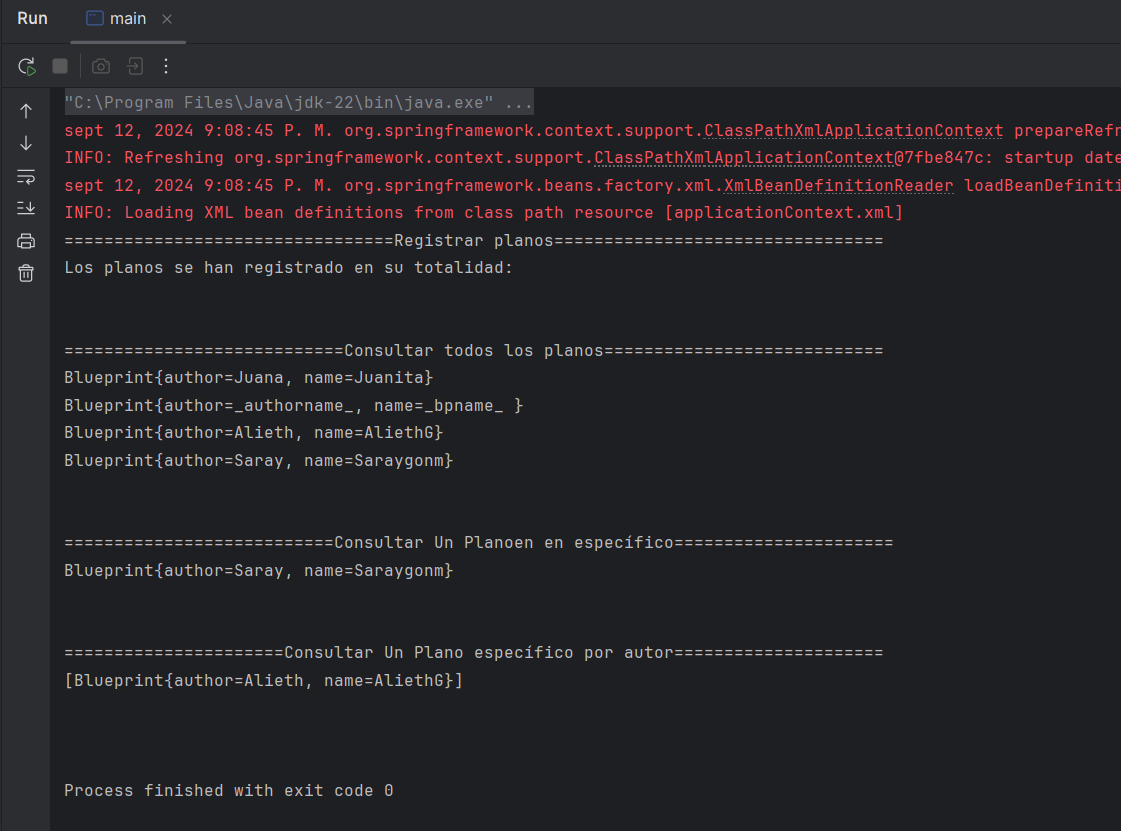 Run main
"C:\Program Files\Java\jdk-22\bin\java.exe" ...
sept 12, 2024 9:08:45 P. M. org.springframework.context.support.ClassPathXmlApplicationContext prepareRefr
INFO: Refreshing org.springframework.context.support.ClassPathXmlApplicationContext@7fbe847c: startup date
sept 12, 2024 9:08:45 P. M. org.springframework.beans.factory.xml.XmlBeanDefinitionReader loadBeanDefiniti
INFO: Loading XML bean definitions from class path resource [applicationContext.xml]
=================================Registrar planos=================================
Los planos se han registrado en su totalidad:
============================Consultar todos los planos============================
Blueprint{author=Juana, name=Juanita}
Blueprint{author=_authorname_, name=_bpname_ }
Blueprint{author=Alieth, name=AliethG}
Blueprint{author=Saray, name=Saraygonm}
===========================Consultar Un Planoen en específico======================
Blueprint{author=Saray, name=Saraygonm}
======================Consultar Un Plano específico por autor=====================
[Blueprint{author=Alieth, name=AliethG}]
Process finished with exit code 0